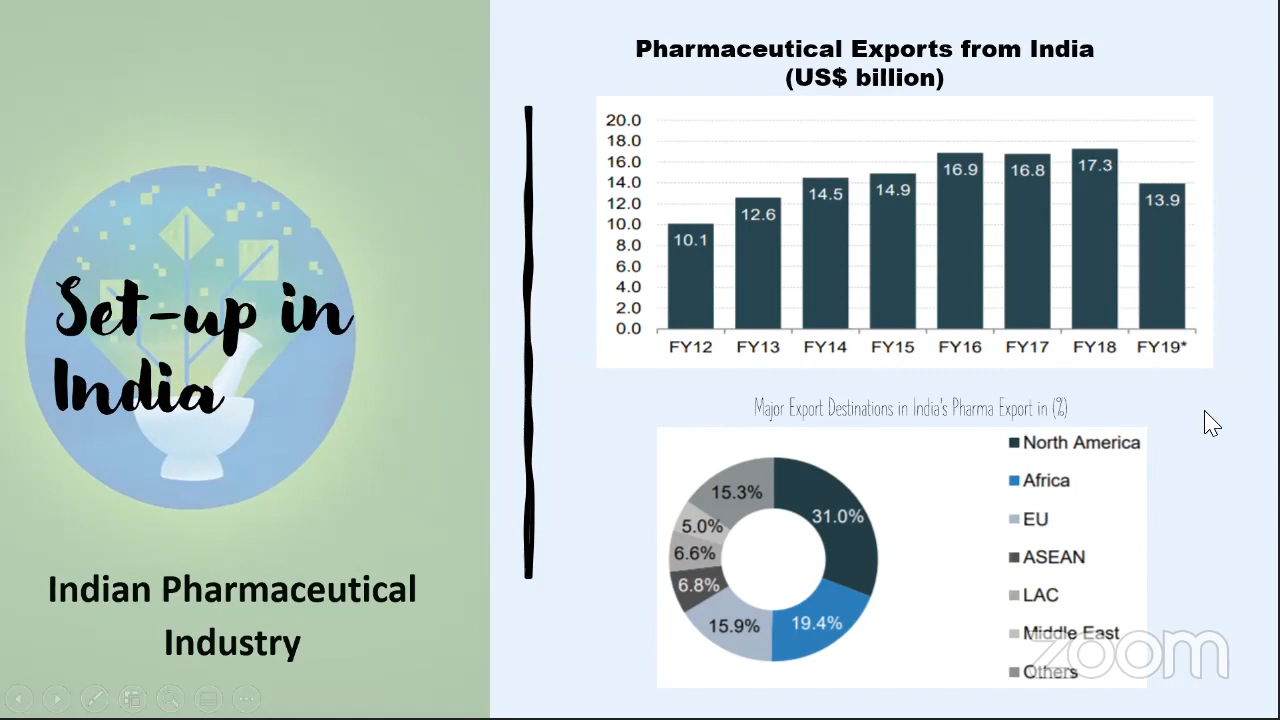 Set-up in
India
Indian Pharmaceutical
Industry
Pharmaceutical Exports from India
(US$ billion)
20.0
18.0
16.0
14.0
12.0
10.0
8.0
6.0
4.0
2.0
0.0
10.1
12.6
14.5
14.9
16.9
16.8
17.3
13.9
FY12 FY13 FY14 FY15 FY16 FY17 FY18 FY19*
Major Export Destinations in India's Pharma Export in (%)
31.0%
19.4%
15.9%
6.8%
6.6%
5.0%
15.3%
North America
Africa
EU
ASEAN
LAC
Middle East
Others
zoom